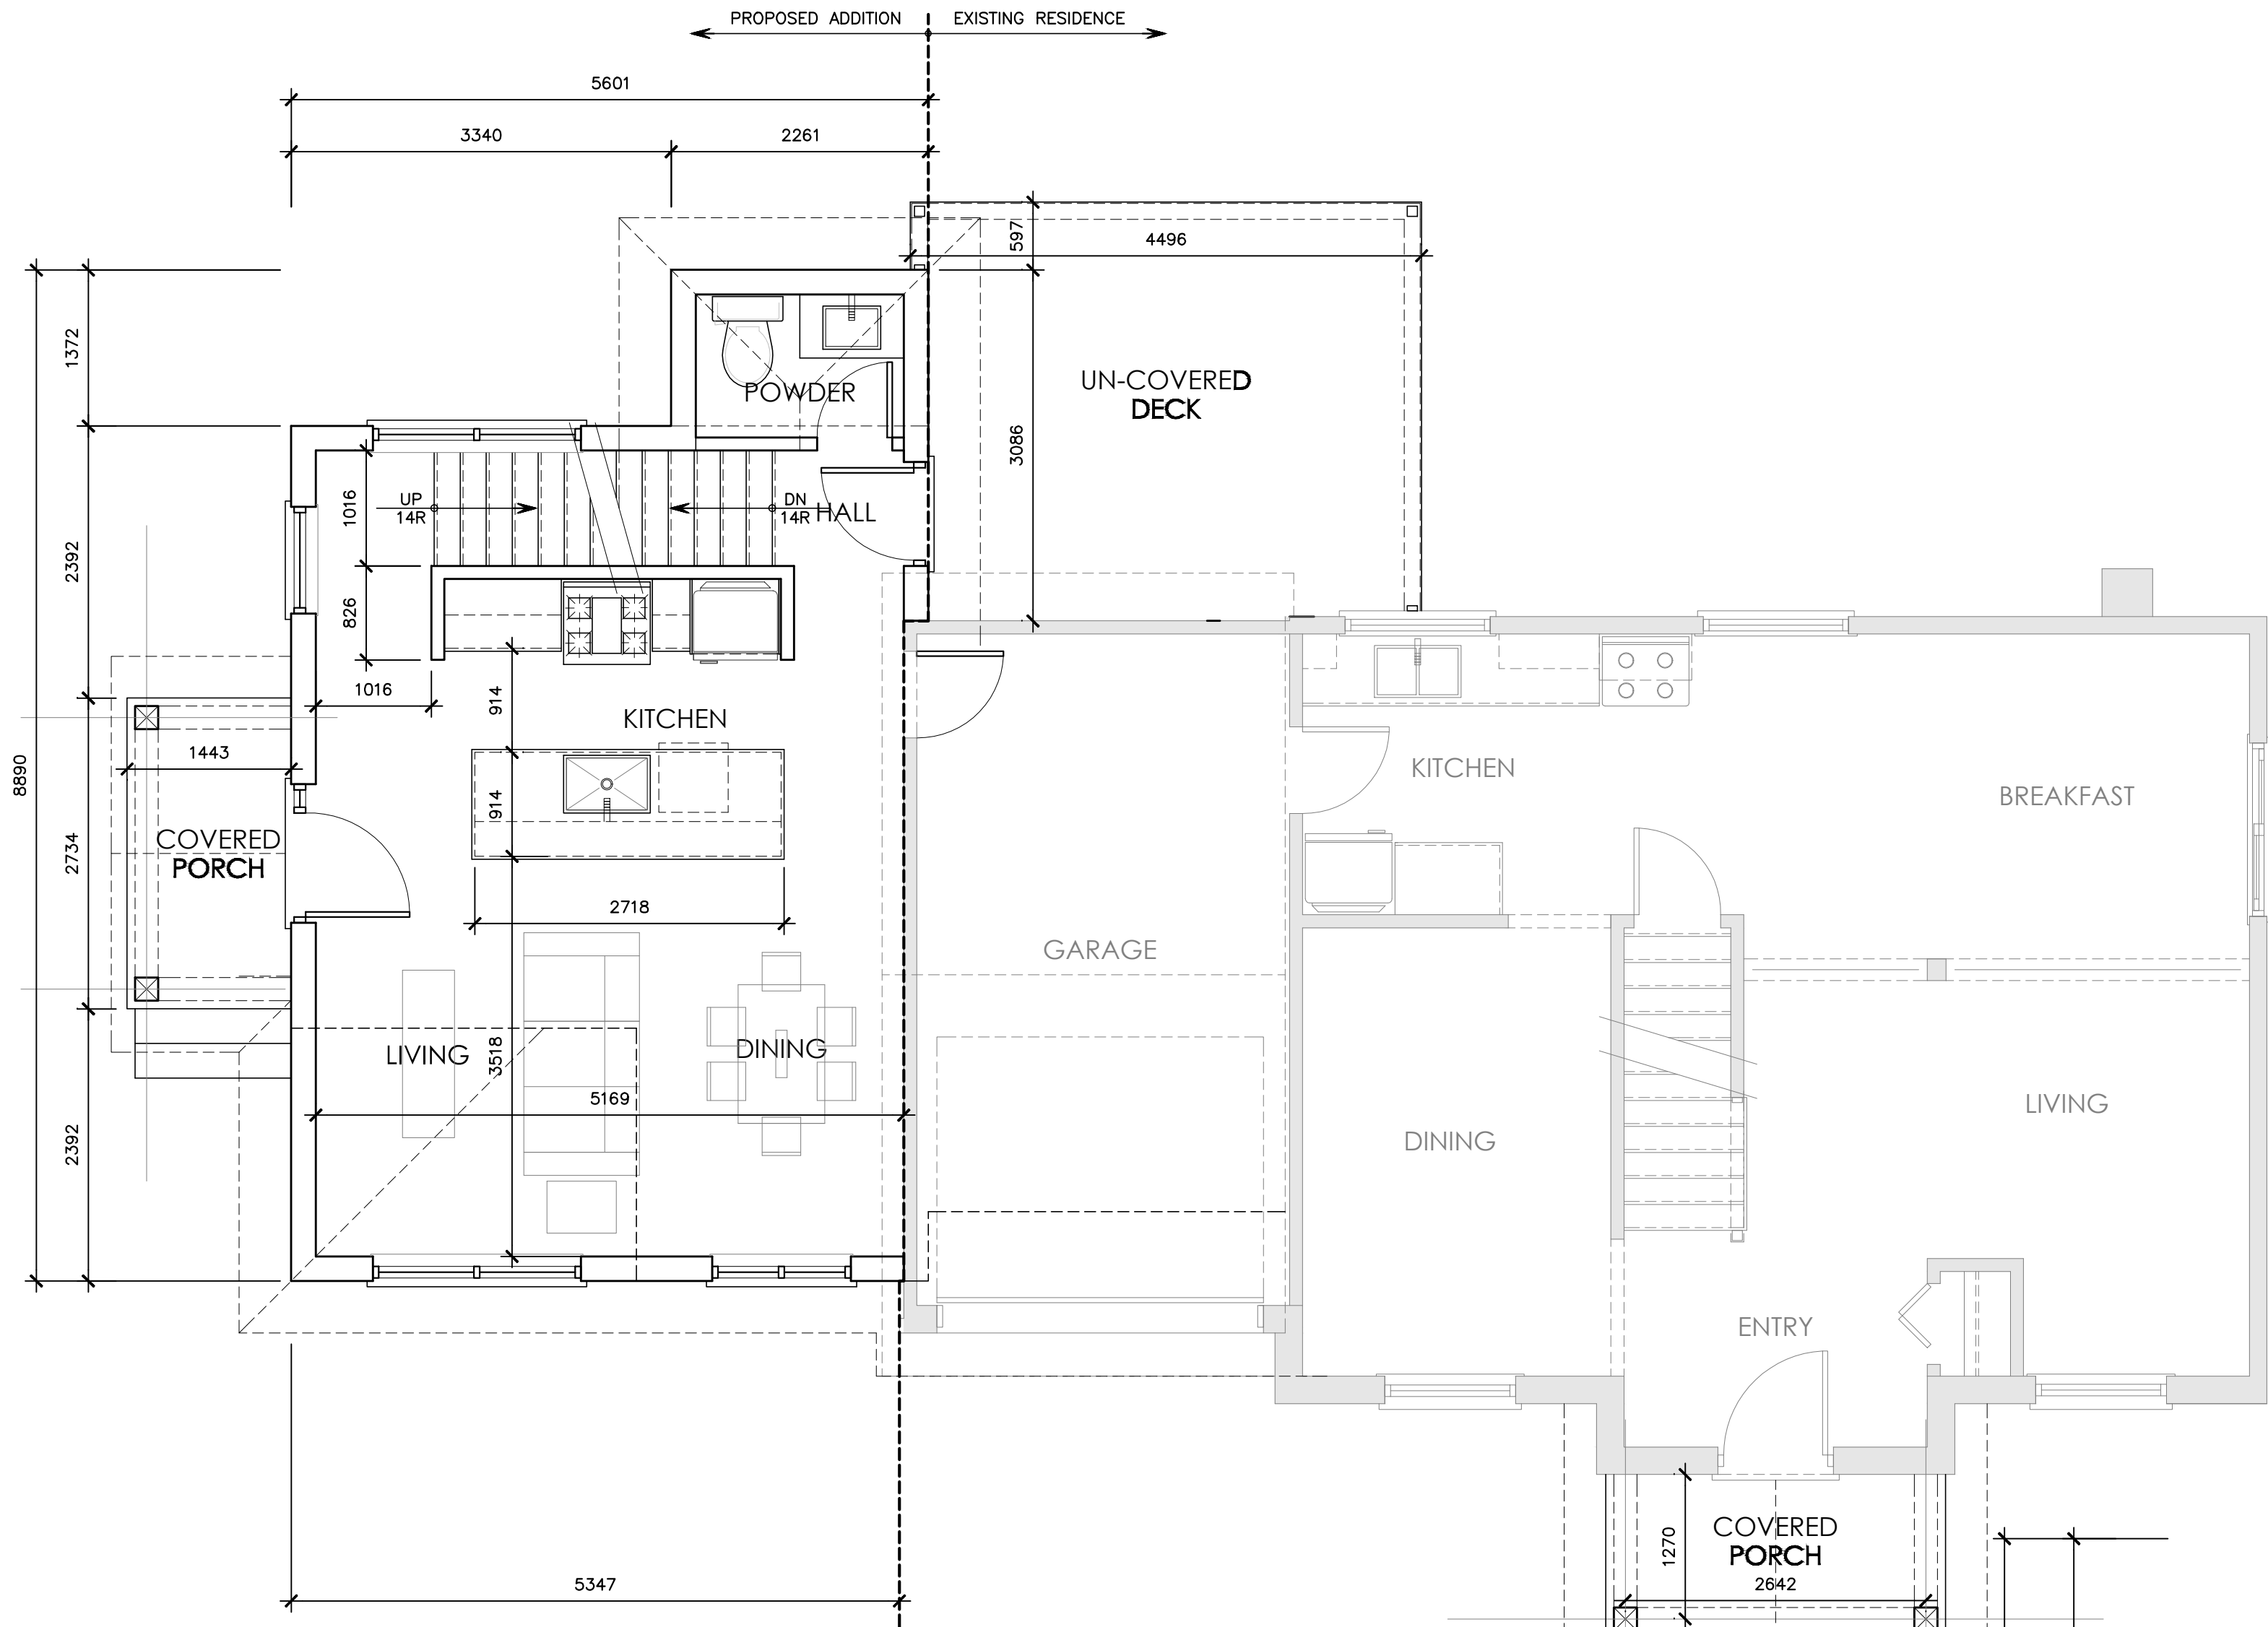 PROPOSED ADDITION
EXISTING RESIDENCE
5601
3340
2261
597
4496
1372
UN-COVERED
DECK
POWDER
3086
1016
UP
14R
DN
14R
HALL
2392
826
1016
914
KITCHEN
1443
8890
KITCHEN
BREAKFAST
914
COVERED
PORCH
2734
2718
GARAGE
LIVING
3518
DINING
5169
2392
DINING
LIVING
ENTRY
COVERED
PORCH
1270
2642
5347